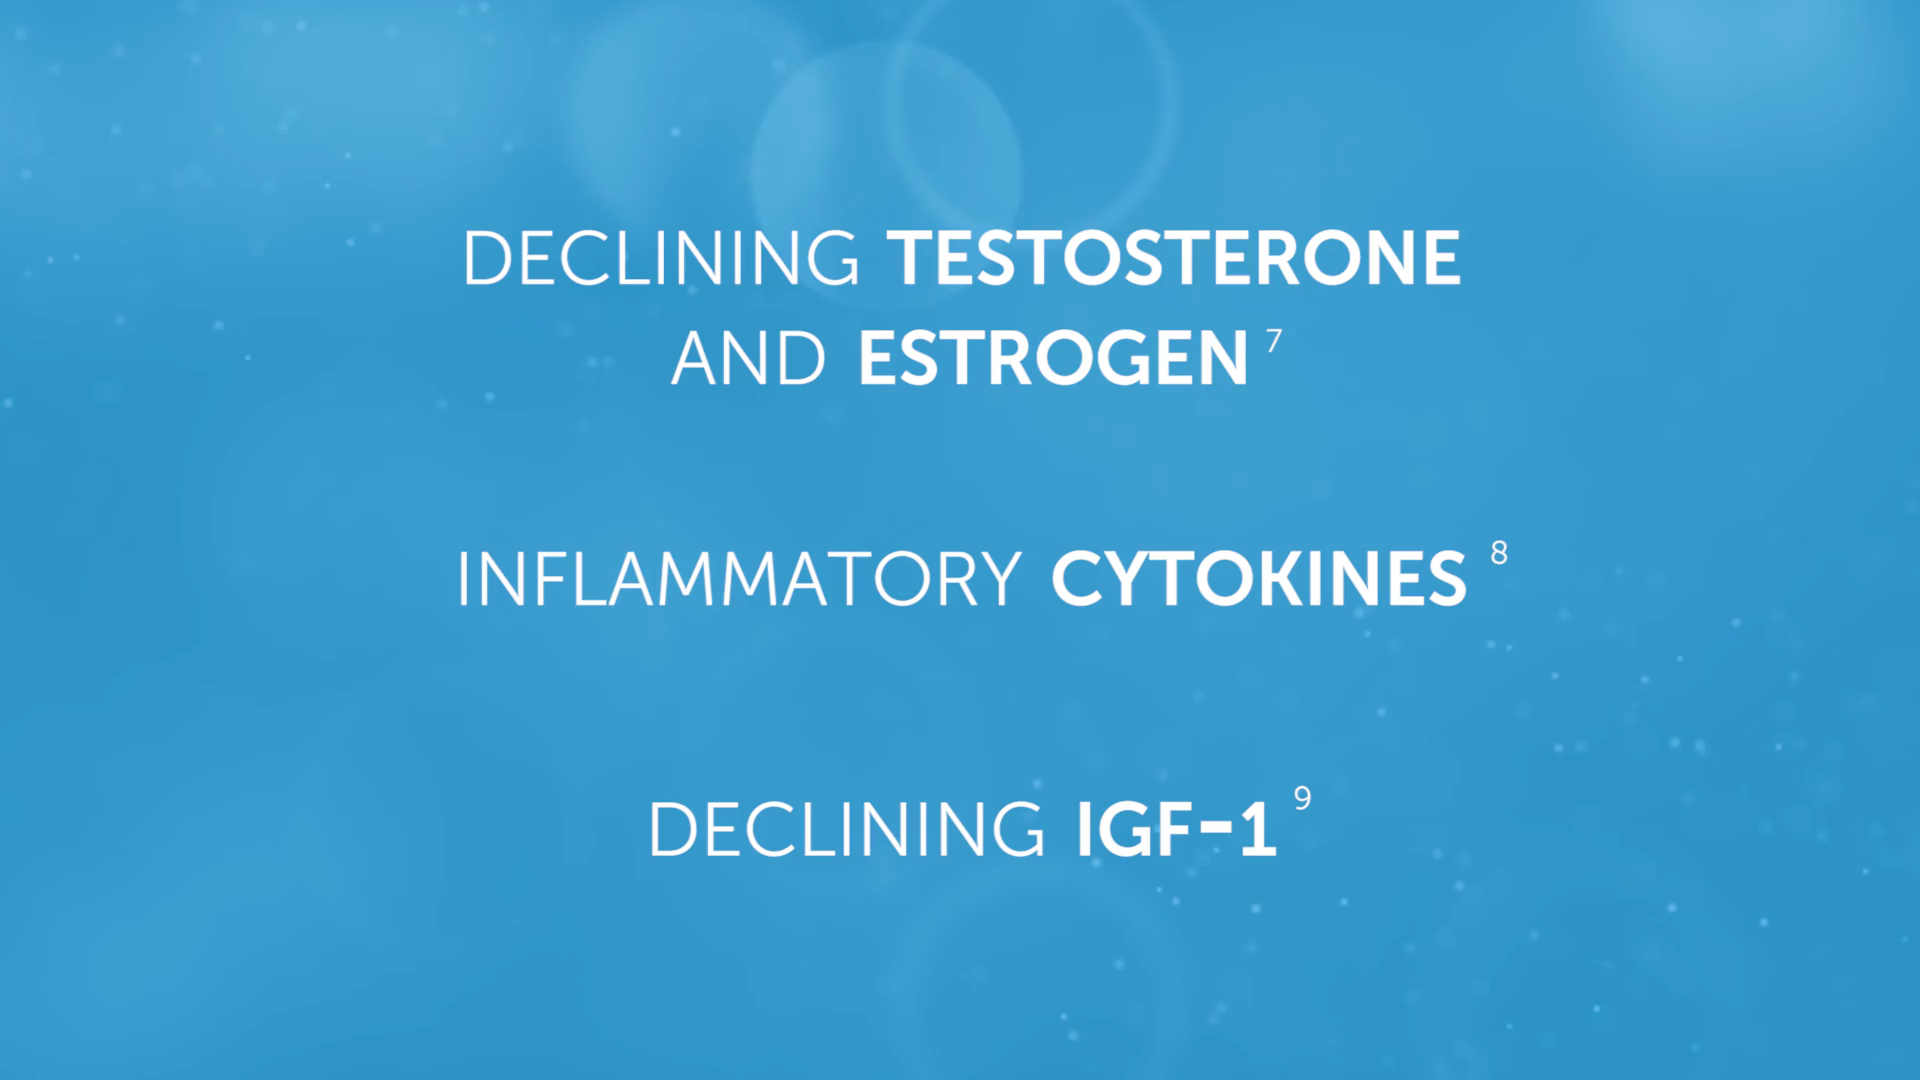 DECLINING TESTOSTERONE
AND ESTROGEN 7
INFLAMMATORY CYTOKINES 8
DECLINING IGF-1 9